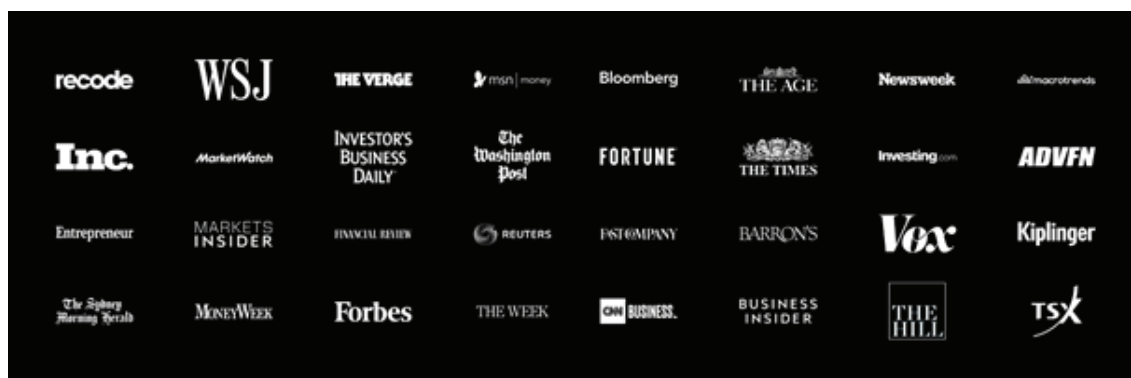 recode WSJ THE VERGE msn | money Bloomberg THE AGE Newsweek macrotrends
Inc. MarketWatch INVESTOR'S BUSINESS DAILY The Washington Post FORTUNE THE TIMES Investing.com ADVFN
Entrepreneur MARKETS INSIDER FINANCIAL REVIEW REUTERS FAST COMPANY BARRON'S Vox Kiplinger
The Sydney Morning Herald MONEYWEEK Forbes THE WEEK CNN BUSINESS. BUSINESS INSIDER THE HILL TSX